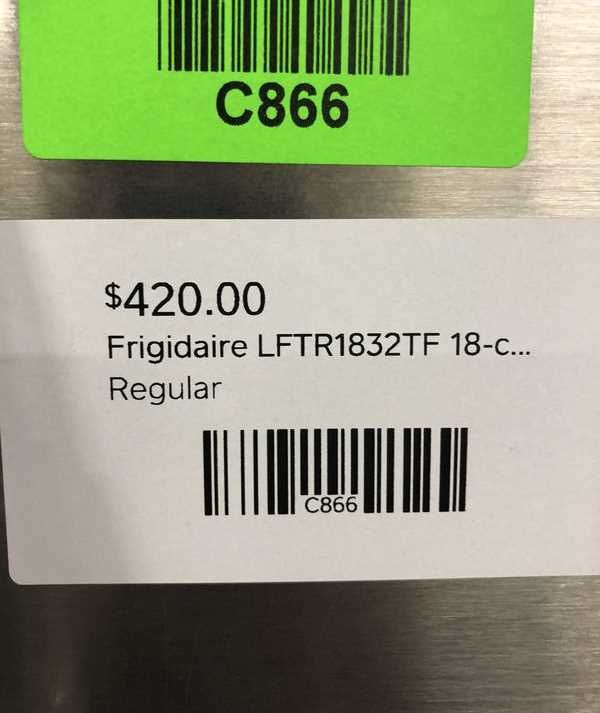 C866
$420.00
Frigidaire LFTR1832TF 18-c...
Regular
C866